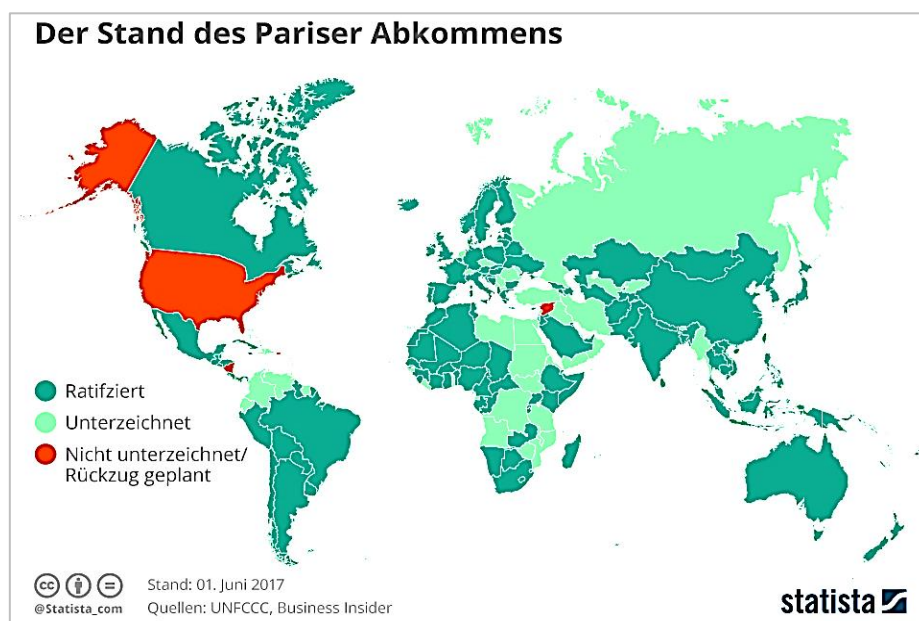 Der Stand des Pariser Abkommens
Ratifziert
Unterzeichnet
Nicht unterzeichnet/
Rückzug geplant
cc
@Statista_com
Stand: 01. Juni 2017
Quellen: UNFCCC, Business Insider
statista